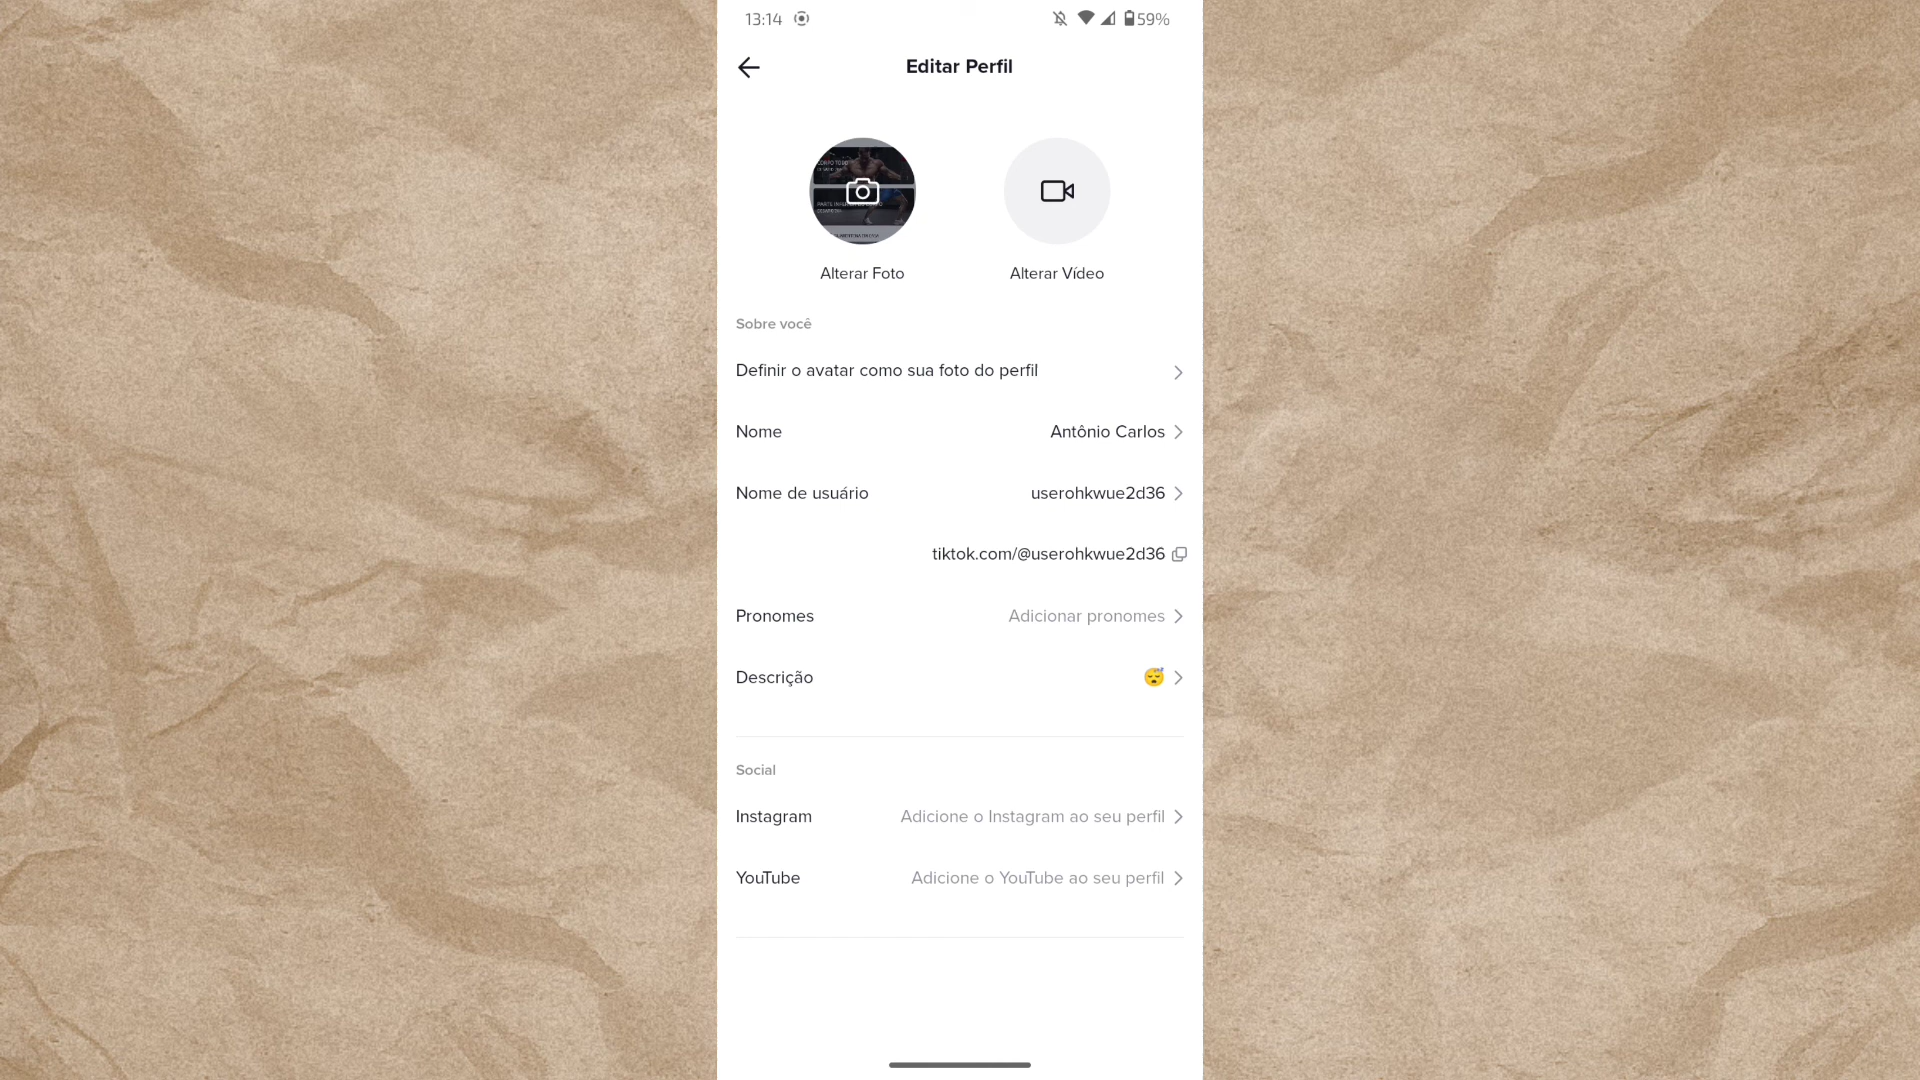 13:14
59%
Editar Perfil
CORPO TODO
Alterar Foto
Alterar Vídeo
Sobre você
Definir o avatar como sua foto do perfil
Nome
Antônio Carlos
Nome de usuário
userohkwue2d36
tiktok.com/@userohkwue2d36
Pronomes
Adicionar pronomes
Descrição
😴
Social
Instagram
Adicione o Instagram ao seu perfil
YouTube
Adicione o YouTube ao seu perfil